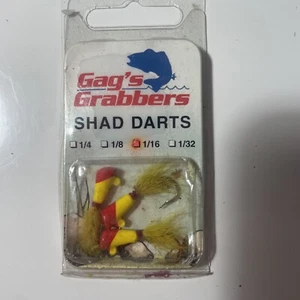 Gag's
Grabbers
SHAD DARTS
1/4 1/8 1/16 1/32